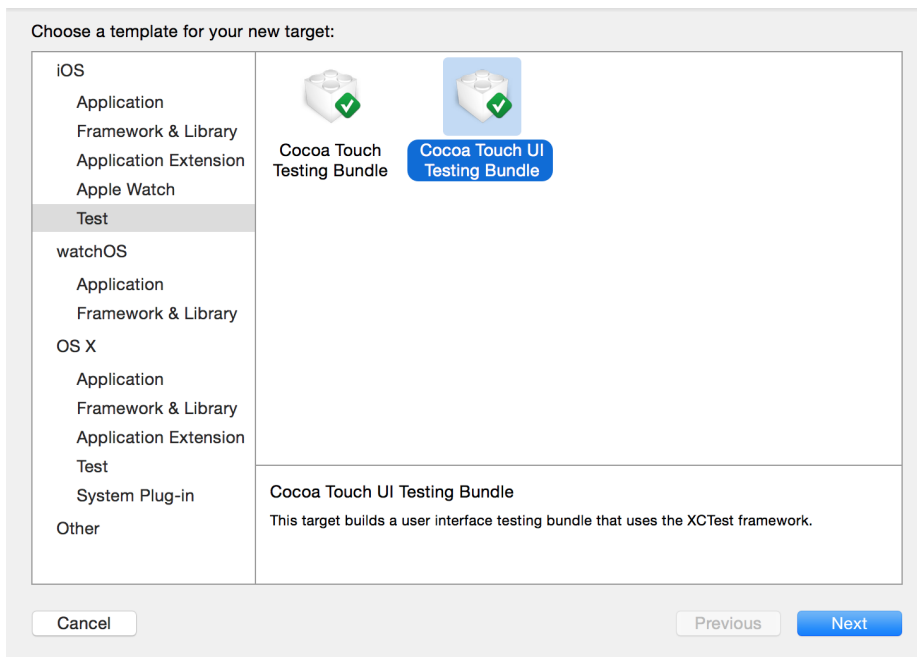 Choose a template for your new target:
iOS
Application
Framework & Library
Application Extension
Apple Watch
Test
watchOS
Application
Framework & Library
OS X
Application
Framework & Library
Application Extension
Test
System Plug-in
Other
Cocoa Touch
Testing Bundle
Cocoa Touch UI
Testing Bundle
Cocoa Touch UI Testing Bundle
This target builds a user interface testing bundle that uses the XCTest framework.
Cancel
Previous
Next